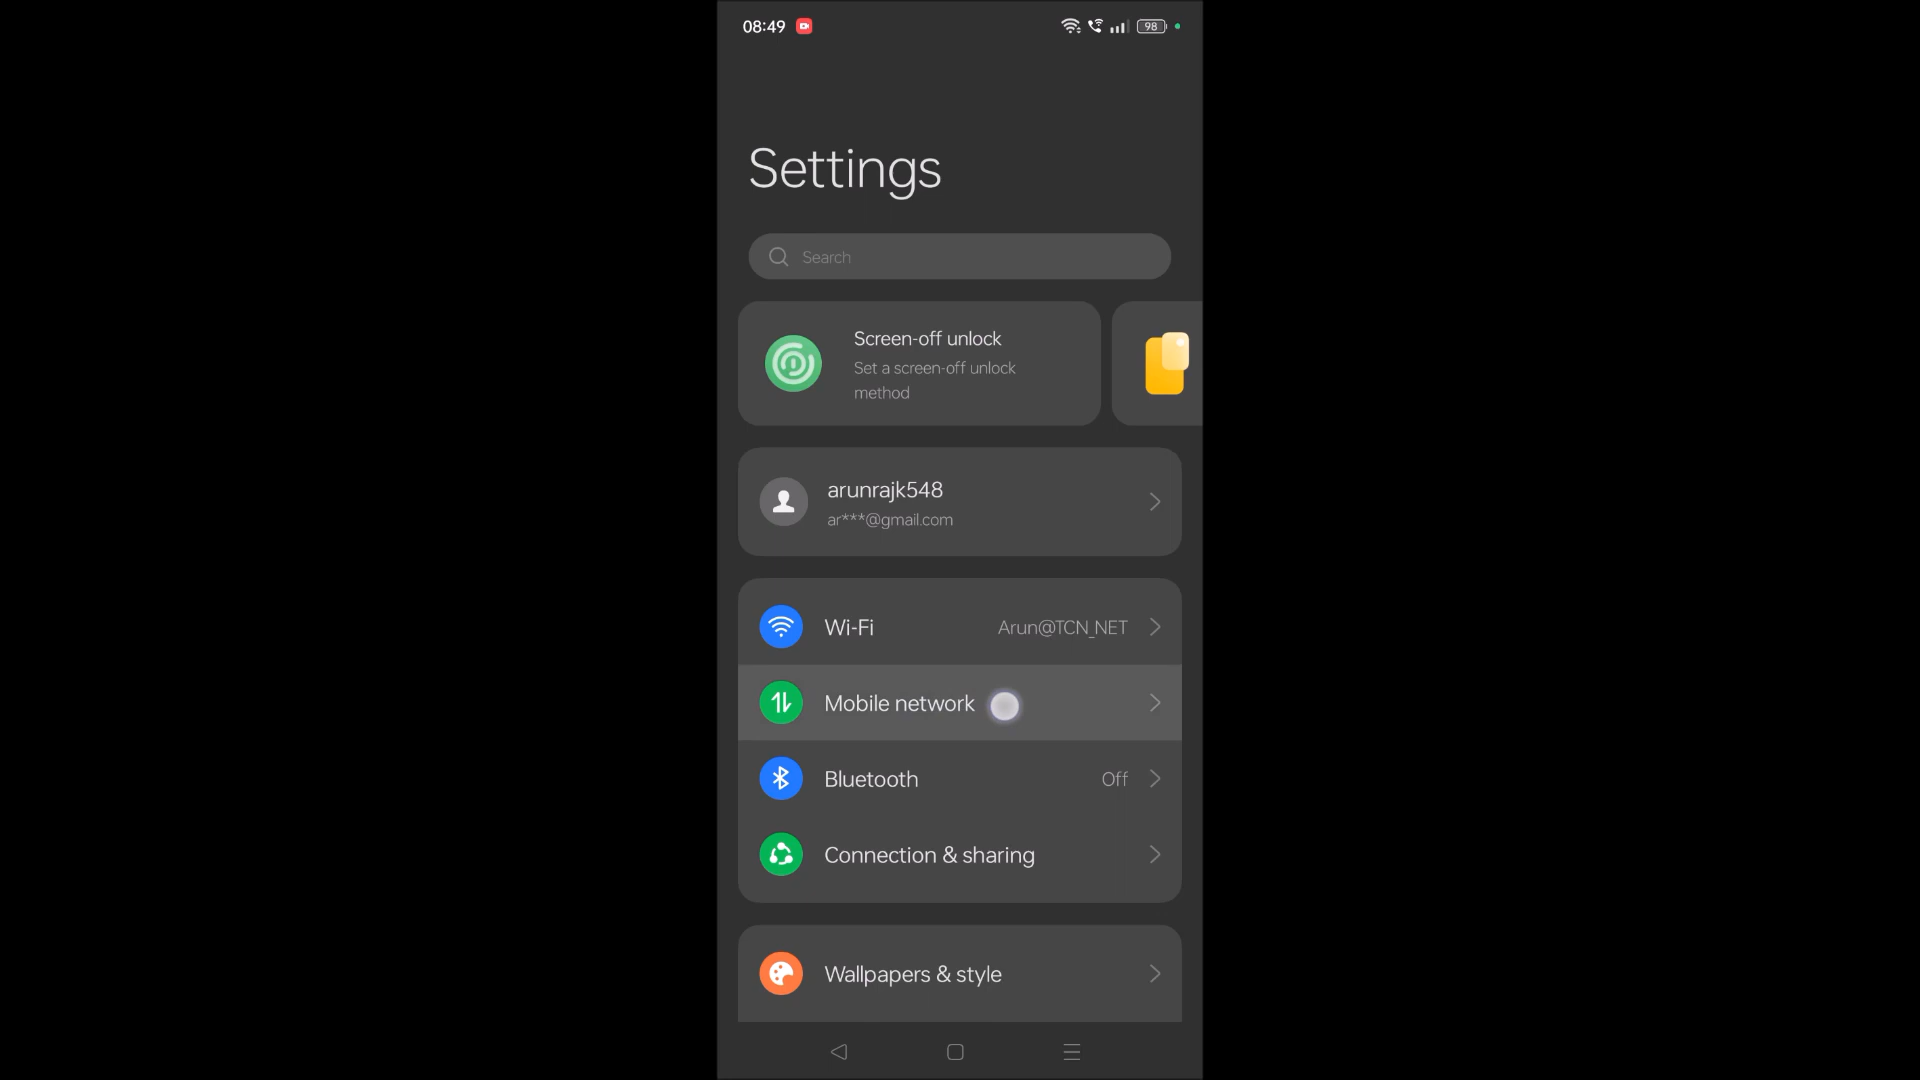 08:49
98
Settings
Search
Screen-off unlock
Set a screen-off unlock
method
arunrajk548
ar***@gmail.com
Wi-Fi
Arun@TCN_NET
Mobile network
Bluetooth
Off
Connection & sharing
Wallpapers & style